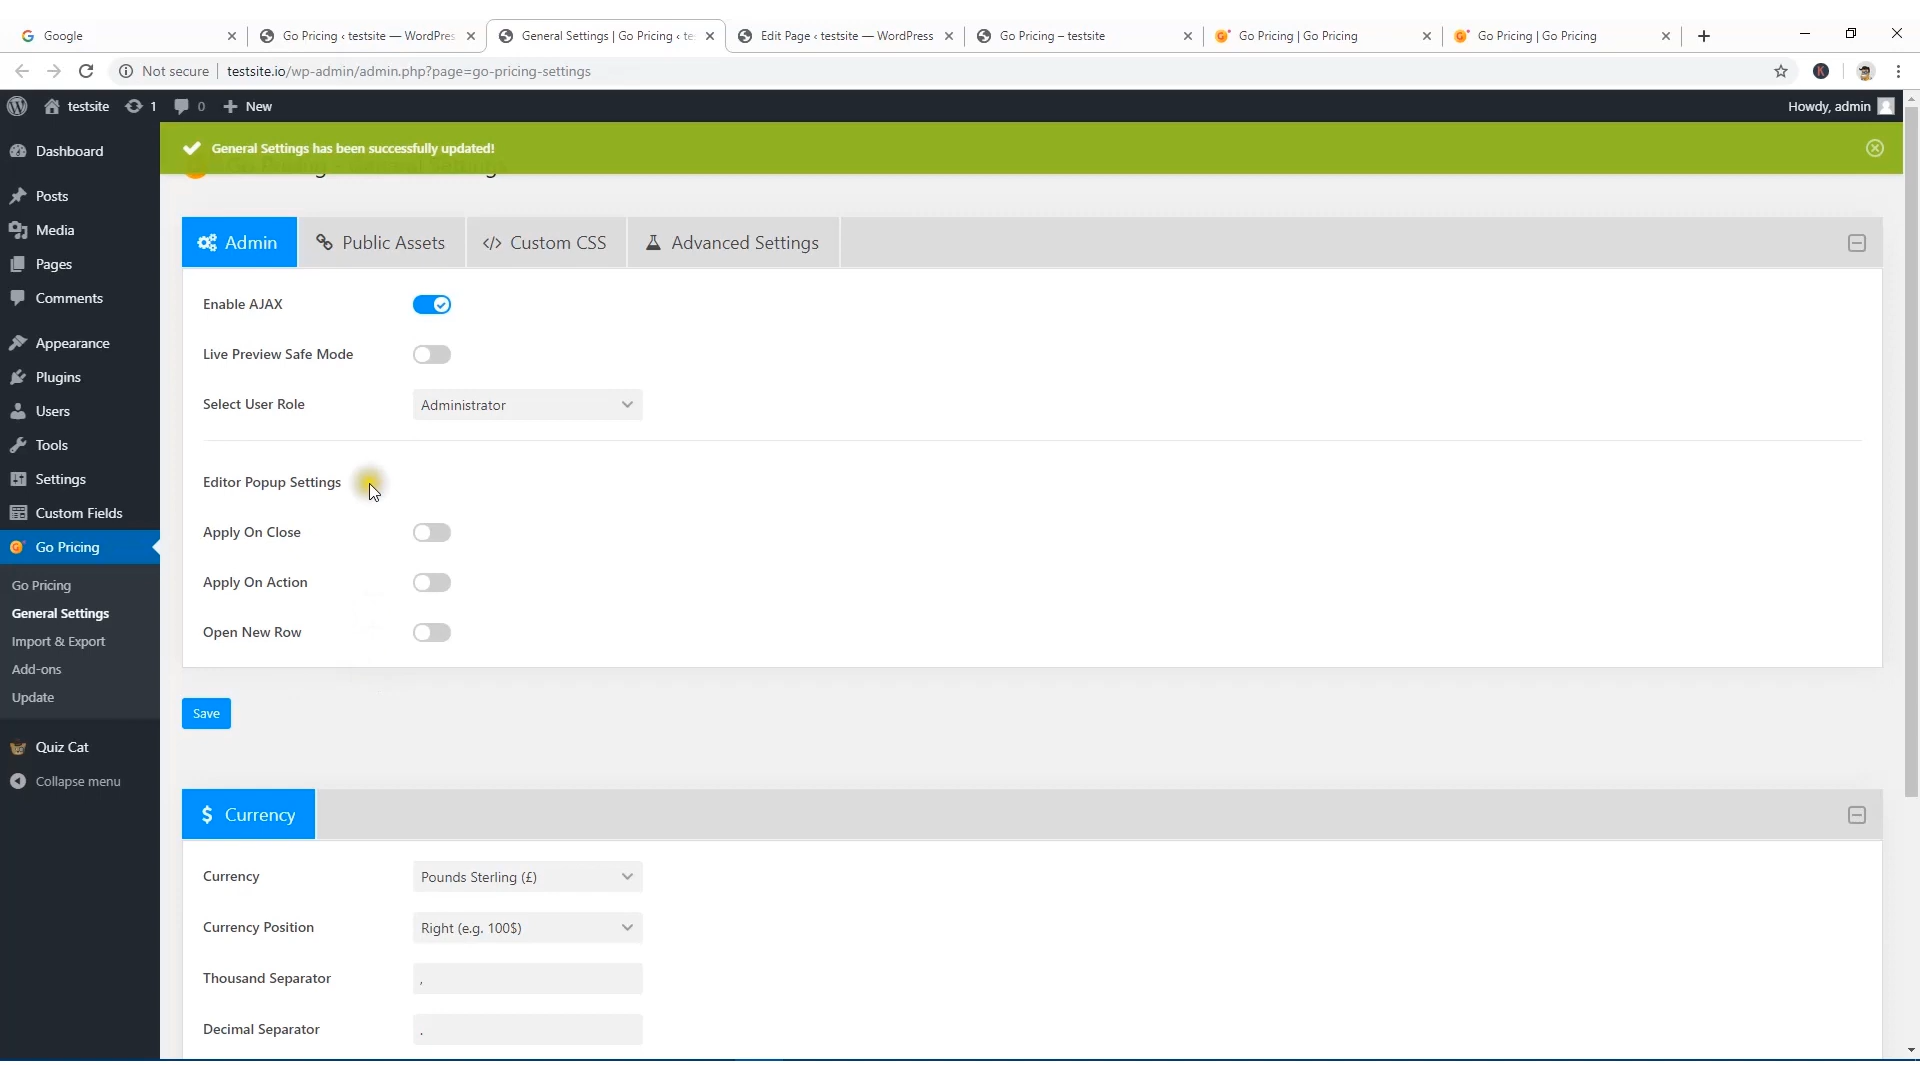 Google
Go Pricing ‹ testsite — WordPres
General Settings | Go Pricing ‹ te
Edit Page ‹ testsite — WordPress
Go Pricing – testsite
Go Pricing | Go Pricing
Go Pricing | Go Pricing
Not secure
testsite.io/wp-admin/admin.php?page=go-pricing-settings
K
testsite
1
0
New
Howdy, admin
Dashboard
Posts
Media
Pages
Comments
Appearance
Plugins
Users
Tools
Settings
Custom Fields
Go Pricing
Go Pricing
General Settings
Import & Export
Add-ons
Update
Quiz Cat
Collapse menu
General Settings has been successfully updated!
Admin
Public Assets
</> Custom CSS
Advanced Settings
Enable AJAX
Live Preview Safe Mode
Select User Role
Administrator
Editor Popup Settings
Apply On Close
Apply On Action
Open New Row
Save
$ Currency
Currency
Pounds Sterling (£)
Currency Position
Right (e.g. 100$)
Thousand Separator
,
Decimal Separator
.